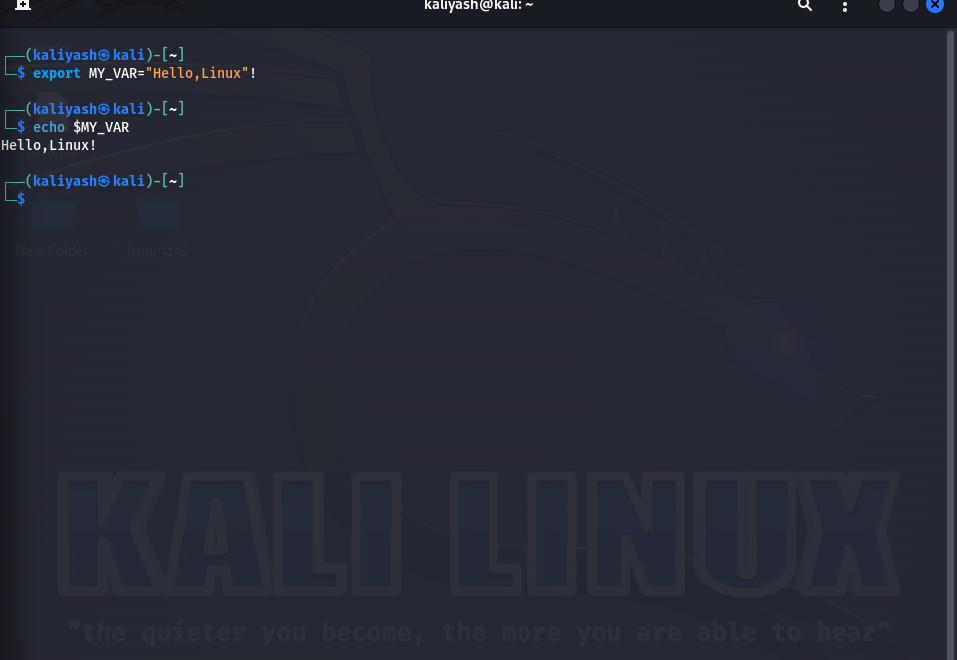 kaliyash@kali: ~
┌──(kaliyash㉿kali)-[~]
└─$ export MY_VAR="Hello,Linux"!
┌──(kaliyash㉿kali)-[~]
└─$ echo $MY_VAR
Hello,Linux!
┌──(kaliyash㉿kali)-[~]
└─$
New Folder Ironman2
KALI LINUX
"the quieter you become, the more you are able to hear"